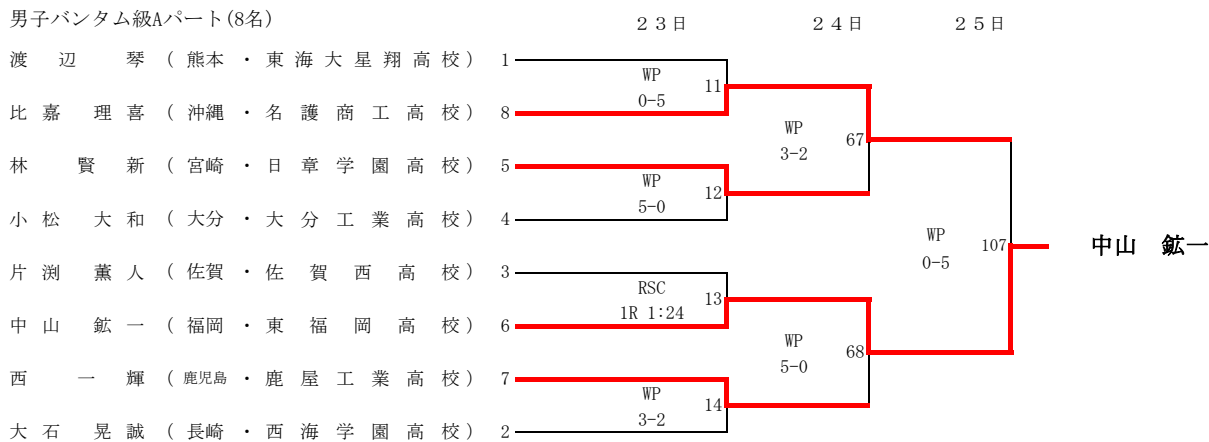 男子バンタム級Aパート(8名) 23日 24日 25日
渡辺 琴 (熊本・東海大星翔高校) 1
WP 11
0-5
比嘉 理喜 (沖縄・名護商工高校) 8
WP 67
3-2
林 賢新 (宮崎・日章学園高校) 5
WP 12
5-0
小松 大和 (大分・大分工業高校) 4
WP 107 中山 鉱一
0-5
片渕 薫人 (佐賀・佐賀西高校) 3
RSC 13
1R 1:24
中山 鉱一 (福岡・東福岡高校) 6
WP 68
5-0
西 一輝 (鹿児島・鹿屋工業高校) 7
WP 14
3-2
大石 晃誠 (長崎・西海学園高校) 2